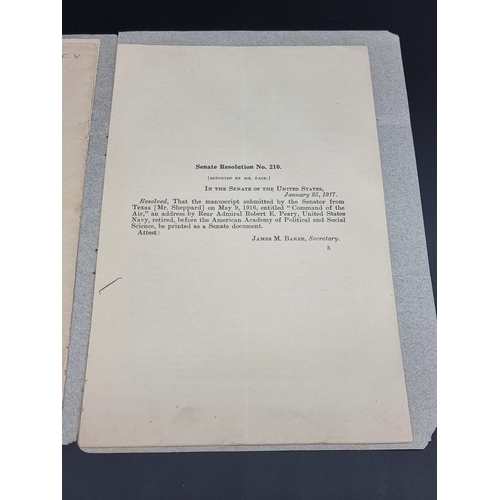 C V
Senate Resolution No. 210.
[REPORTED BY MR. PAGE.]
IN THE SENATE OF THE UNITED STATES,
January 25, 1917.
Resolved, That the manuscript submitted by the Senator from
Texas [Mr. Sheppard] on May 9, 1916, entitled "Command of the
Air," an address by Rear Admiral Robert E. Peary, United States
Navy, retired, before the American Academy of Political and Social
Science, be printed as a Senate document.
Attest:
JAMES M. BAKER, Secretary.
3